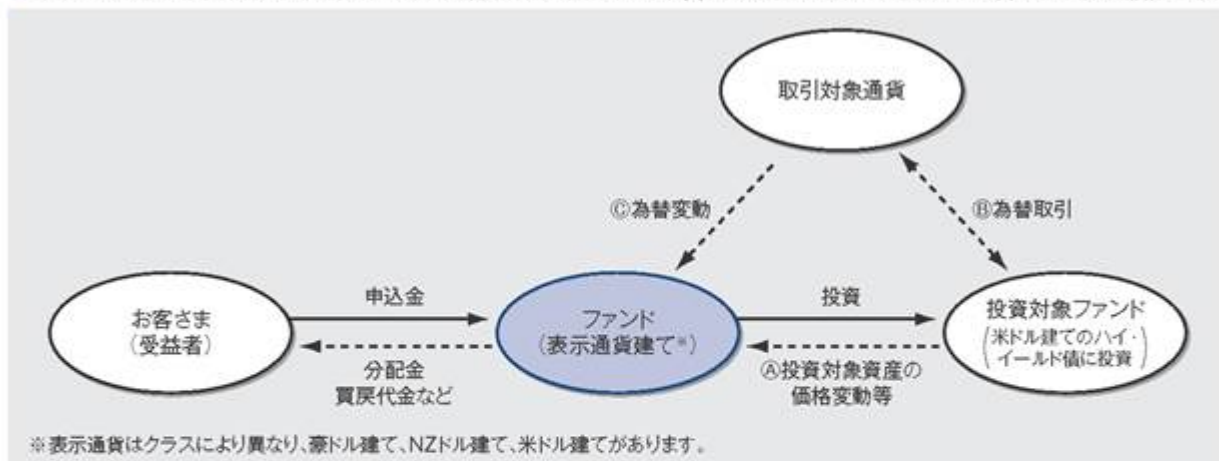 取引対象通貨
Ⓒ為替変動
Ⓑ為替取引
お客さま
(受益者)
申込金
分配金
買戻代金など
ファンド
(表示通貨建て※)
投資
Ⓐ投資対象資産の
価格変動等
投資対象ファンド
(米ドル建てのハイ・
イールド債に投資)
※表示通貨はクラスにより異なり、豪ドル建て、NZドル建て、米ドル建てがあります。